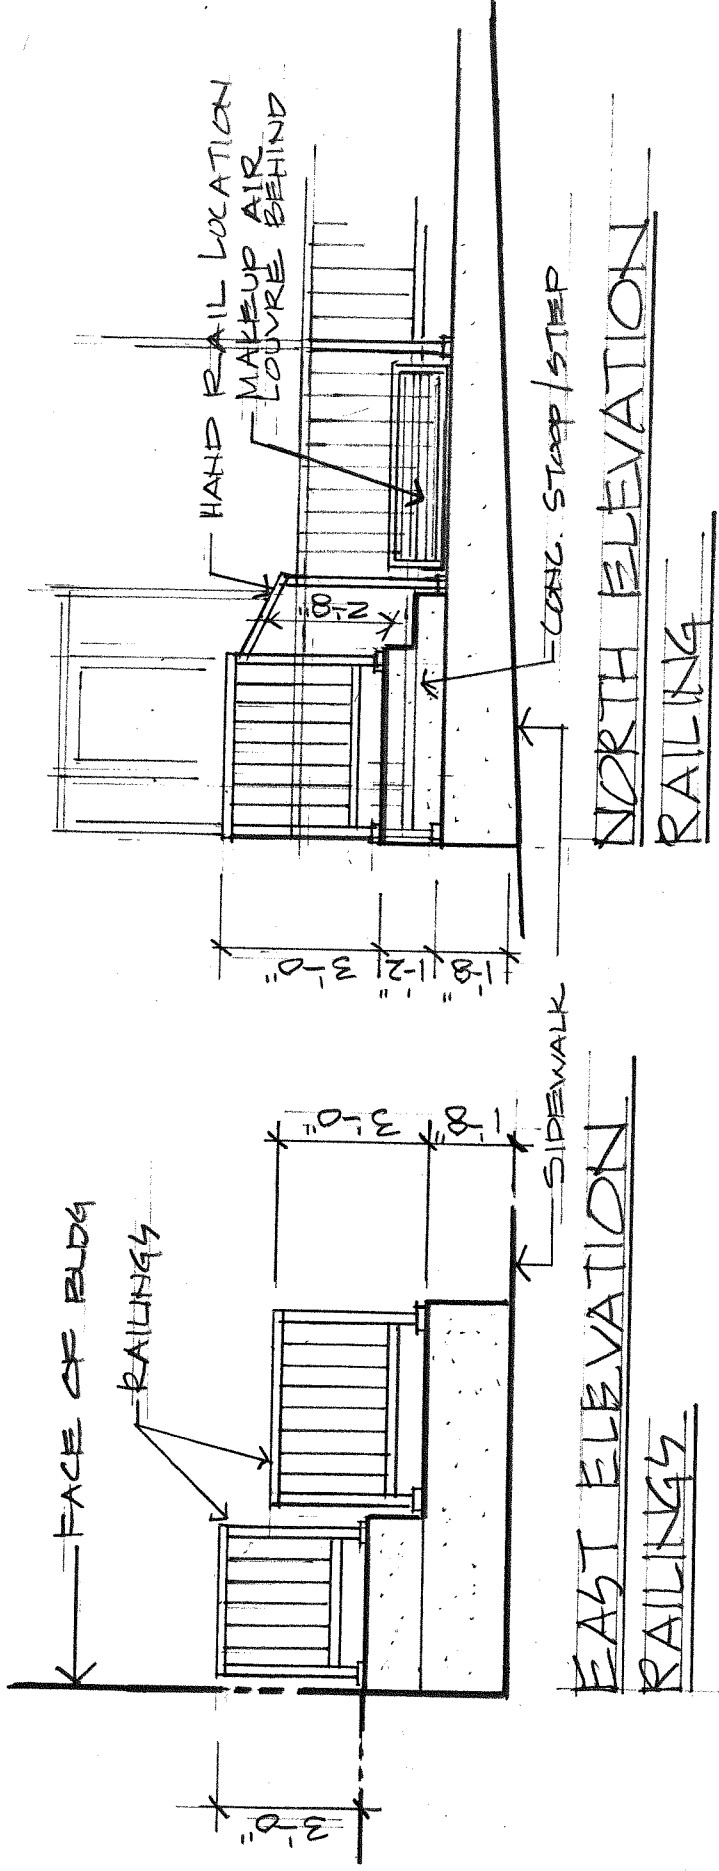 FACE OF BLDG
RAILINGS
3'-0"
3'-0"
1'-8"
SIDEWALK
EAST ELEVATION
RAILINGS
HAND RAIL LOCATION
MAKEUP AIR
LOUVRE BEHIND
2'-8"
3'-0"
1'-2"
1'-8"
CONC. STOOP/STEP
NORTH ELEVATION
RAILING